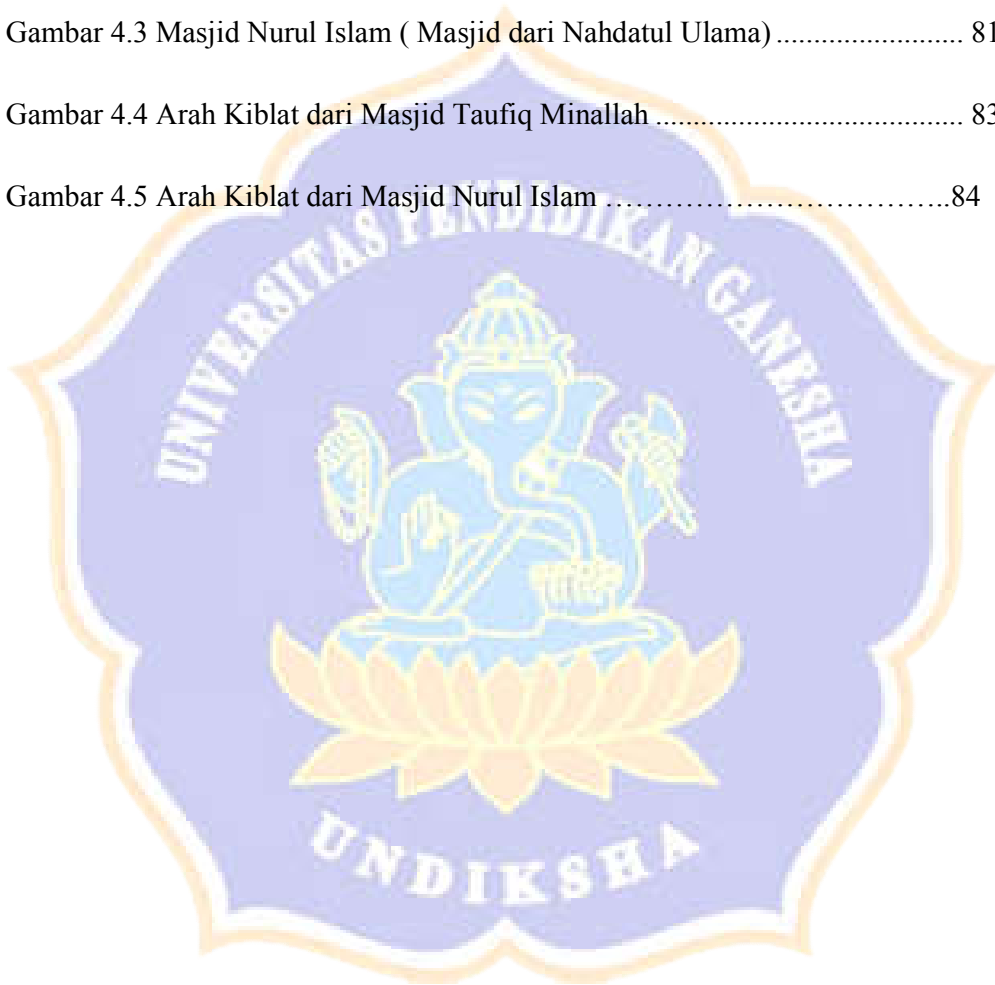 Gambar 4.3 Masjid Nurul Islam ( Masjid dari Nahdatul Ulama) ........................ 81
Gambar 4.4 Arah Kiblat dari Masjid Taufiq Minallah ....................................... 83
Gambar 4.5 Arah Kiblat dari Masjid Nurul Islam …………………………….84
UNIVERSITAS PENDIDIKAN GANESHA
UNDIKSHA